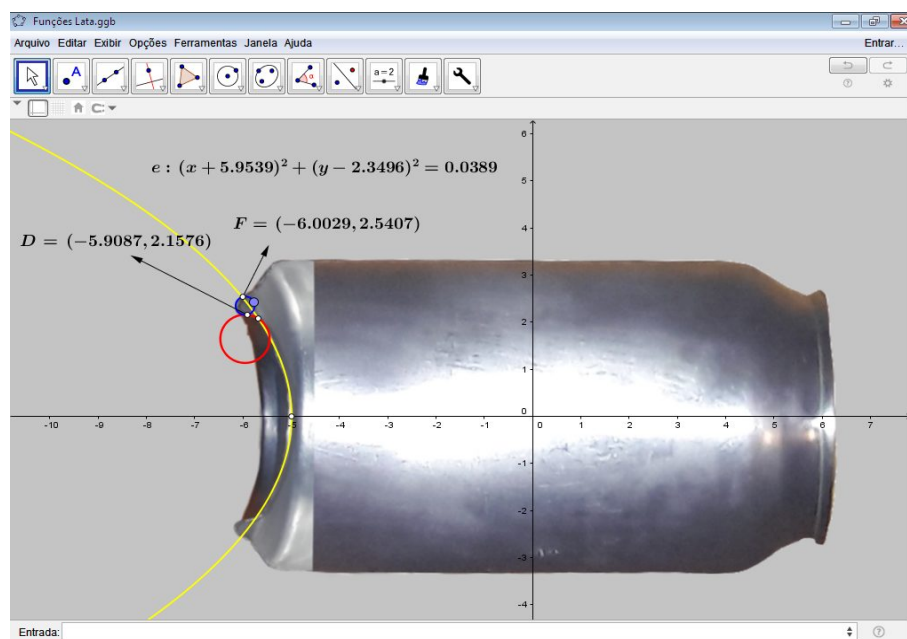 Funções Lata.ggb
Arquivo Editar Exibir Opções Ferramentas Janela Ajuda Entrar...
A
α
a=2
e : (x + 5.9539)² + (y − 2.3496)² = 0.0389
F = (−6.0029, 2.5407)
D = (−5.9087, 2.1576)
6
5
4
3
2
1
0
-10 -9 -8 -7 -6 -5 -4 -3 -2 -1 0 1 2 3 4 5 6 7
-1
-2
-3
-4
Entrada: